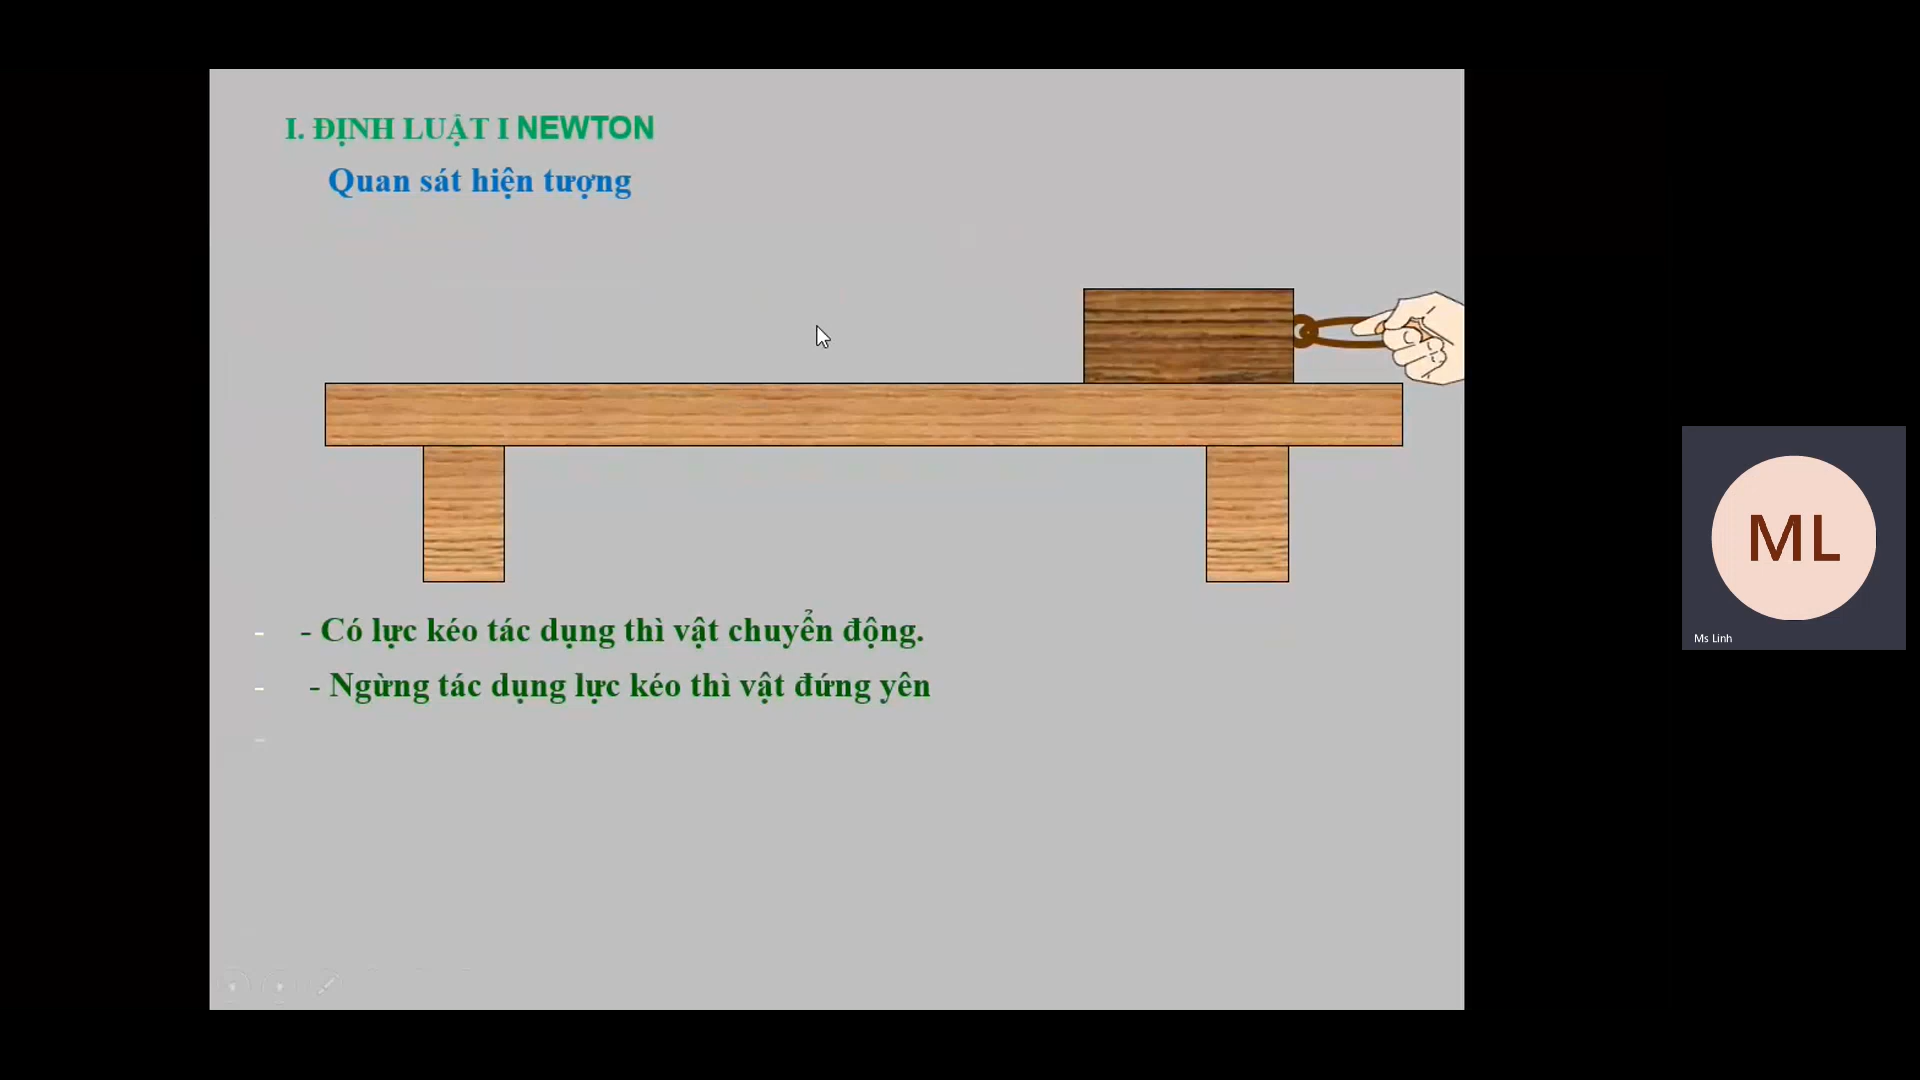 I. ĐỊNH LUẬT I NEWTON
Quan sát hiện tượng
- - Có lực kéo tác dụng thì vật chuyển động.
- - Ngừng tác dụng lực kéo thì vật đứng yên
-
ML
Ms Linh